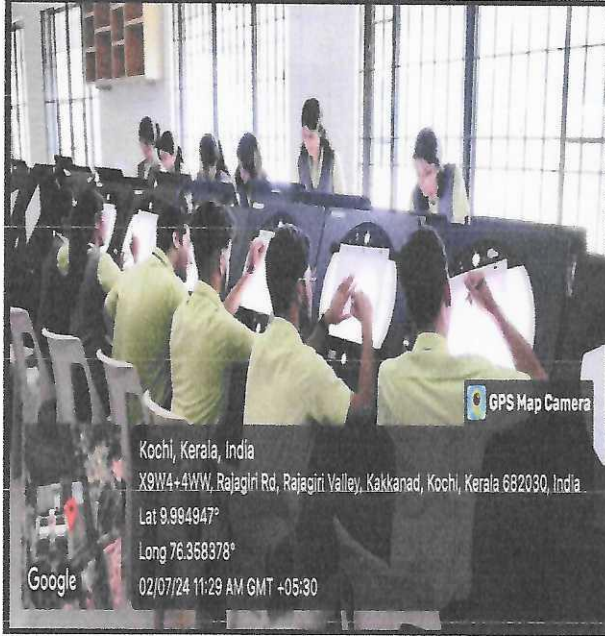 GPS Map Camera
Kochi, Kerala, India
X9W4+4WW, Rajagiri Rd, Rajagiri Valley, Kakkanad, Kochi, Kerala 682030, India
Lat 9.994947°
Long 76.358378°
02/07/24 11:29 AM GMT +05:30
Google